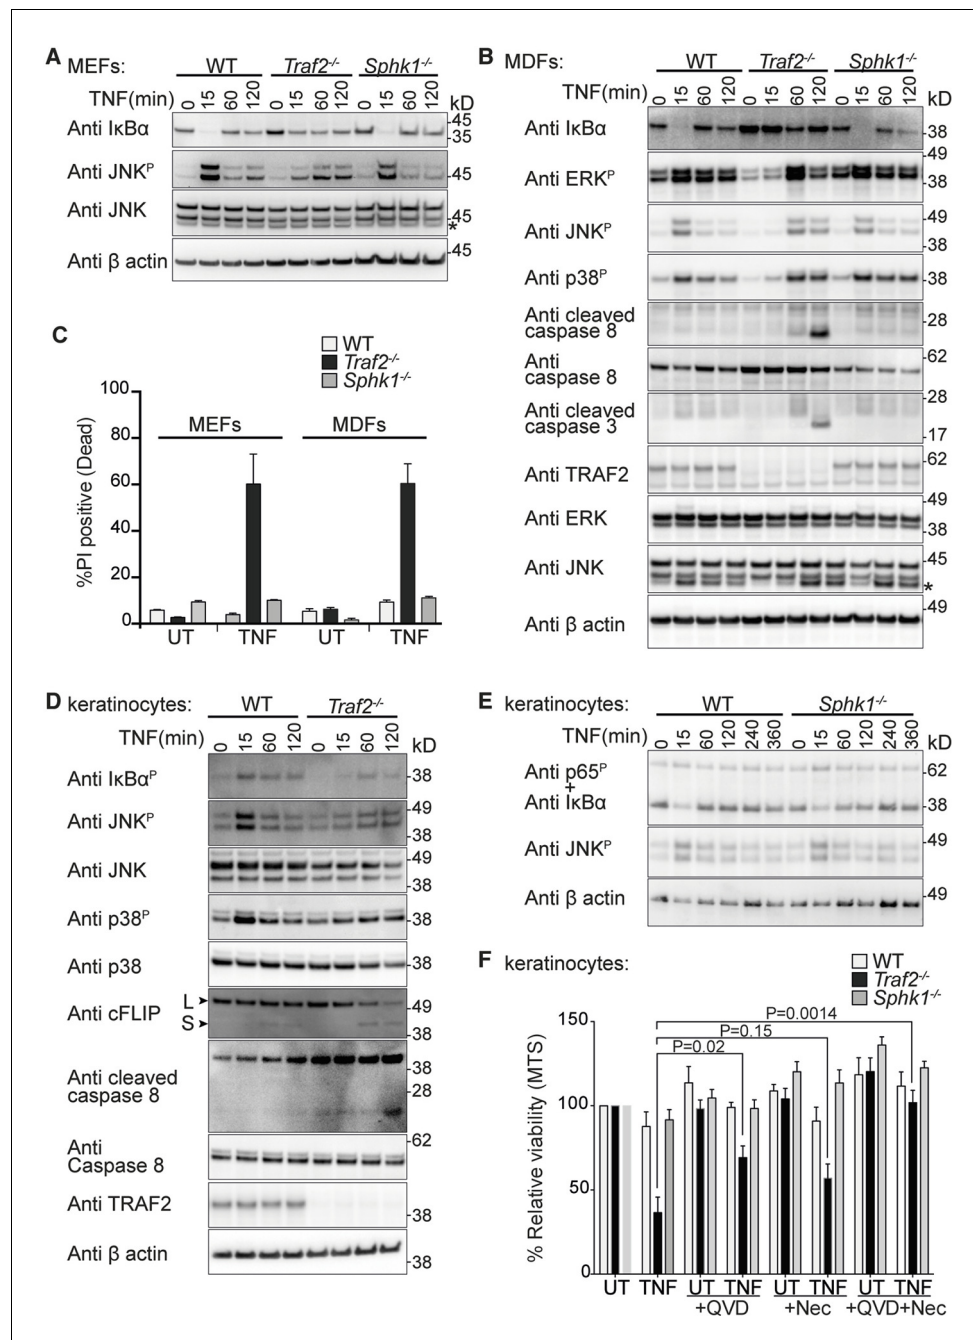 A MEFs: WT Traf2-/- Sphk1-/-
TNF(min) 0 15 60 120 0 15 60 120 0 15 60 120 kD
Anti IκBα 45 35
Anti JNKᴾ 45
Anti JNK 45 *
Anti β actin 45
B MDFs: WT Traf2-/- Sphk1-/-
TNF(min) 0 15 60 120 0 15 60 120 0 15 60 120 kD
Anti IκBα 38
Anti ERKᴾ 49 38
Anti JNKᴾ 49 38
Anti p38ᴾ 38
Anti cleaved
caspase 8 28
Anti
caspase 8 62
Anti cleaved
caspase 3 28 17
Anti TRAF2 62
Anti ERK 49 38
Anti JNK 45 *
Anti β actin 49
C
WT
Traf2-/-
Sphk1-/-
%PI positive (Dead)
100
80
60
40
20
0
MEFs MDFs
UT TNF UT TNF
D keratinocytes: WT Traf2-/-
TNF(min) 0 15 60 120 0 15 60 120 kD
Anti IκBαᴾ 38
Anti JNKᴾ 49 38
Anti JNK 49 38
Anti p38ᴾ 38
Anti p38 38
Anti cFLIP L S 49 38
Anti cleaved
caspase 8 38 28
Anti
Caspase 8 62
Anti TRAF2 38
Anti β actin 38
E keratinocytes: WT Sphk1-/-
TNF(min) 0 15 60 120 240 360 0 15 60 120 240 360 kD
Anti p65ᴾ 62
+
Anti IκBα 38
Anti JNKᴾ 49
Anti β actin 49
F keratinocytes:
WT
Traf2-/-
Sphk1-/-
% Relative viability (MTS)
150
100
50
0
P=0.0014
P=0.15
P=0.02
UT TNF UT TNF UT TNF UT TNF
+QVD +Nec +QVD+Nec